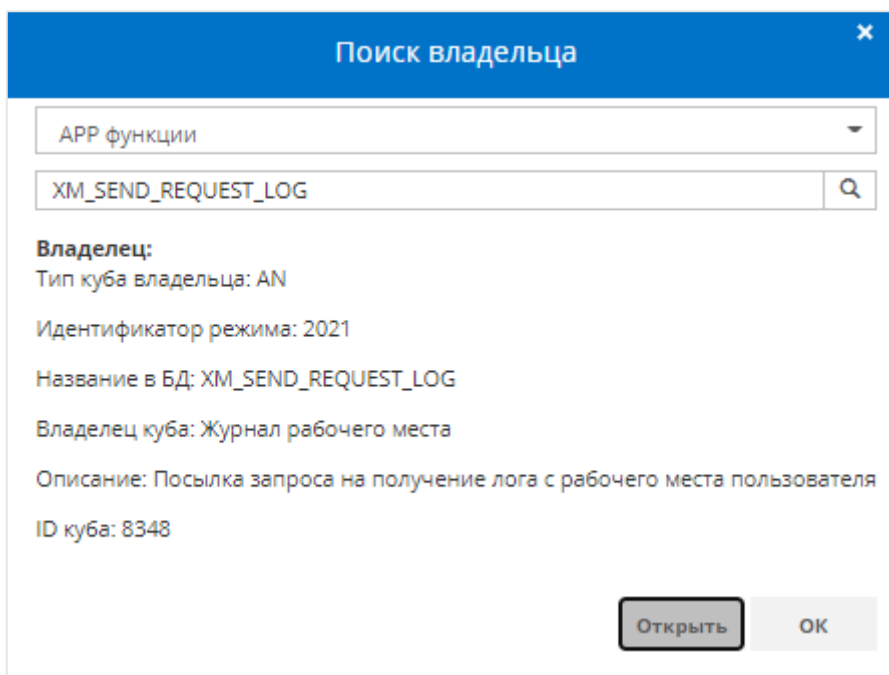 Поиск владельца
APP функции
XM_SEND_REQUEST_LOG
Владелец:
Тип куба владельца: AN
Идентификатор режима: 2021
Название в БД: XM_SEND_REQUEST_LOG
Владелец куба: Журнал рабочего места
Описание: Посылка запроса на получение лога с рабочего места пользователя
ID куба: 8348
Открыть ОК